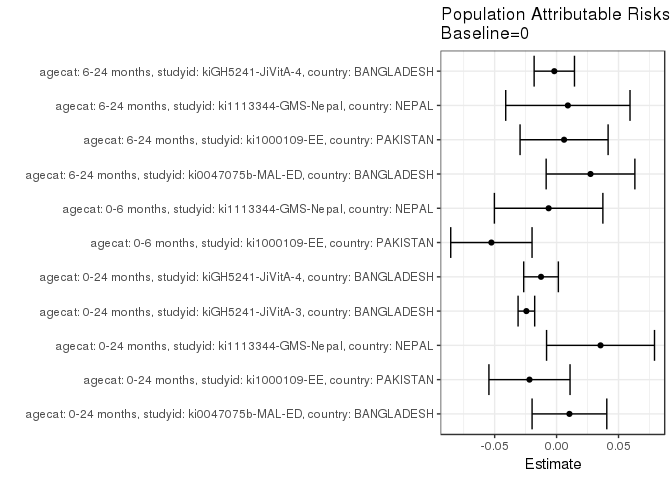 Population Attributable Risks
Baseline=0
agecat: 6-24 months, studyid: kiGH5241-JiVitA-4, country: BANGLADESH
agecat: 6-24 months, studyid: ki1113344-GMS-Nepal, country: NEPAL
agecat: 6-24 months, studyid: ki1000109-EE, country: PAKISTAN
agecat: 6-24 months, studyid: ki0047075b-MAL-ED, country: BANGLADESH
agecat: 0-6 months, studyid: ki1113344-GMS-Nepal, country: NEPAL
agecat: 0-6 months, studyid: ki1000109-EE, country: PAKISTAN
agecat: 0-24 months, studyid: kiGH5241-JiVitA-4, country: BANGLADESH
agecat: 0-24 months, studyid: kiGH5241-JiVitA-3, country: BANGLADESH
agecat: 0-24 months, studyid: ki1113344-GMS-Nepal, country: NEPAL
agecat: 0-24 months, studyid: ki1000109-EE, country: PAKISTAN
agecat: 0-24 months, studyid: ki0047075b-MAL-ED, country: BANGLADESH
-0.05 0.00 0.05
Estimate